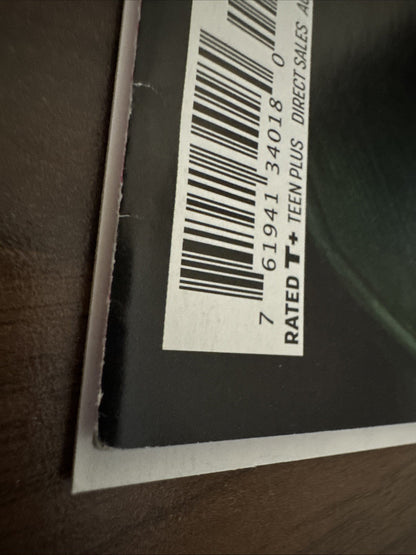 7 61941 34018 0
RATED T+ TEEN PLUS DIRECT SALES